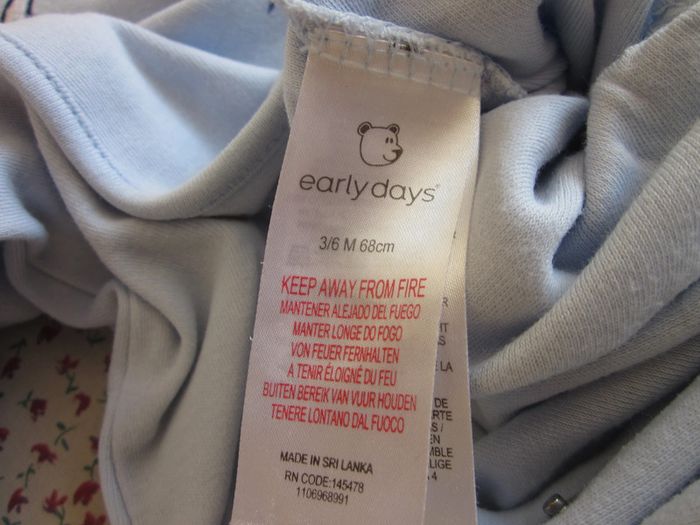 early days
3/6 M 68cm
KEEP AWAY FROM FIRE
MANTENER ALEJADO DEL FUEGO
MANTER LONGE DO FOGO
VON FEUER FERNHALTEN
À TENIR ÉLOIGNÉ DU FEU
BUITEN BEREIK VAN VUUR HOUDEN
TENERE LONTANO DAL FUOCO
MADE IN SRI LANKA
RN CODE:145478
1106968991